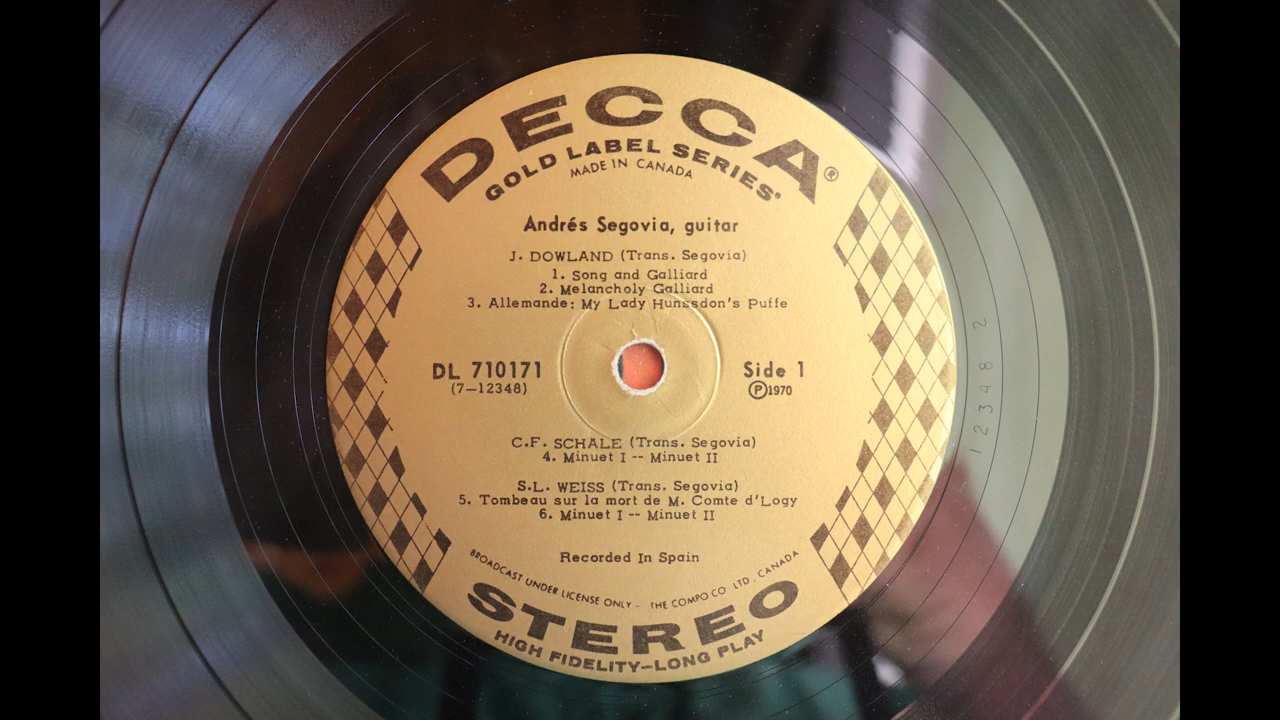 DECCA®
GOLD LABEL SERIES'
MADE IN CANADA
Andrés Segovia, guitar
J. DOWLAND (Trans. Segovia)
1. Song and Galliard
2. Melancholy Galliard
3. Allemande: My Lady Hunssdon's Puffe
DL 710171
(7—12348)
Side 1
Ⓟ1970
C.F. SCHALE (Trans. Segovia)
4. Minuet I -- Minuet II
S.L. WEISS (Trans. Segovia)
5. Tombeau sur la mort de M. Comte d'Logy
6. Minuet I -- Minuet II
Recorded In Spain
BROADCAST UNDER LICENSE ONLY - THE COMPO CO LTD. CANADA
STEREO
HIGH FIDELITY—LONG PLAY
12348